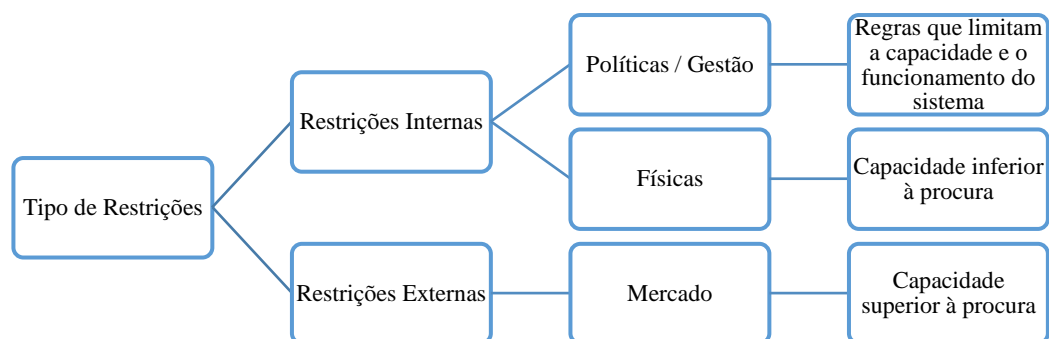 Tipo de Restrições
Restrições Internas
Políticas / Gestão
Regras que limitam
a capacidade e o
funcionamento do
sistema
Físicas
Capacidade inferior
à procura
Restrições Externas
Mercado
Capacidade
superior à procura